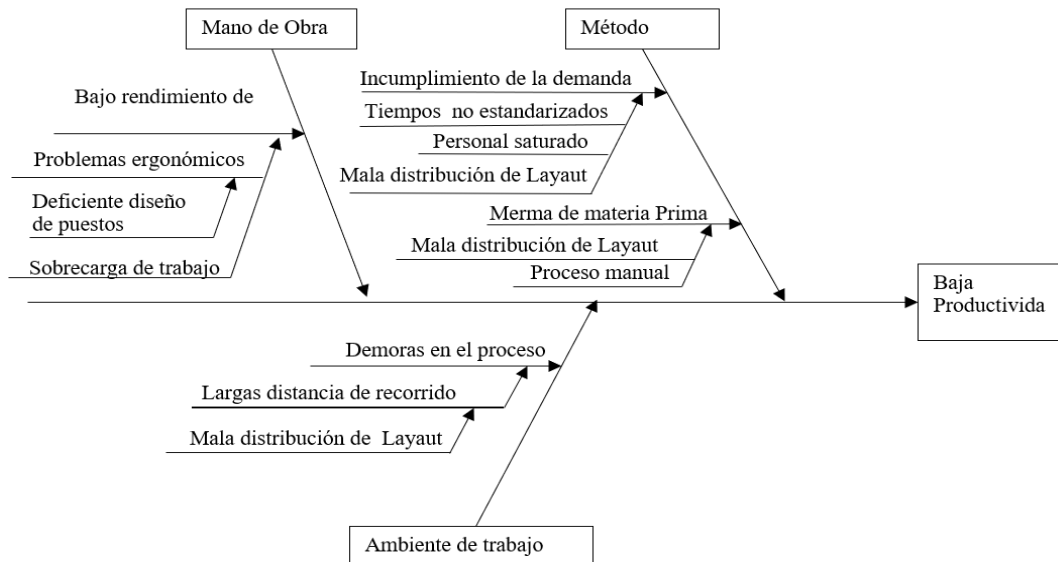 Mano de Obra
Método
Bajo rendimiento de
Problemas ergonómicos
Deficiente diseño
de puestos
Sobrecarga de trabajo
Incumplimiento de la demanda
Tiempos no estandarizados
Personal saturado
Mala distribución de Layaut
Merma de materia Prima
Mala distribución de Layaut
Proceso manual
Baja
Productivida
Demoras en el proceso
Largas distancia de recorrido
Mala distribución de Layaut
Ambiente de trabajo